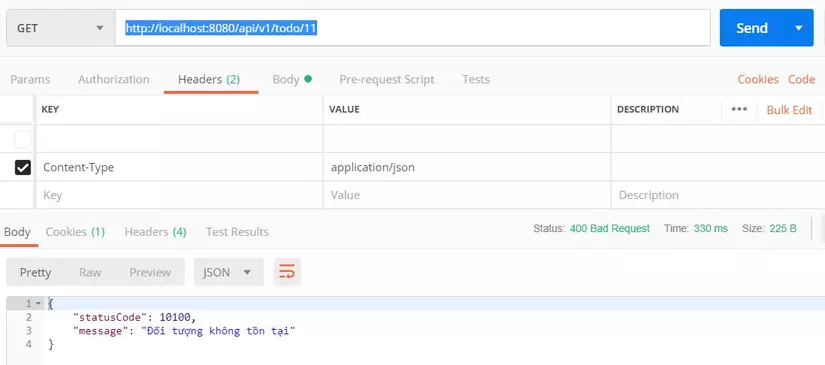 GET http://localhost:8080/api/v1/todo/11 Send
Params Authorization Headers (2) Body Pre-request Script Tests Cookies Code
KEY VALUE DESCRIPTION ••• Bulk Edit
Content-Type application/json
Key Value Description
Body Cookies (1) Headers (4) Test Results Status: 400 Bad Request Time: 330 ms Size: 225 B
Pretty Raw Preview JSON
1 {
2 "statusCode": 10100,
3 "message": "Đối tượng không tồn tại"
4 }